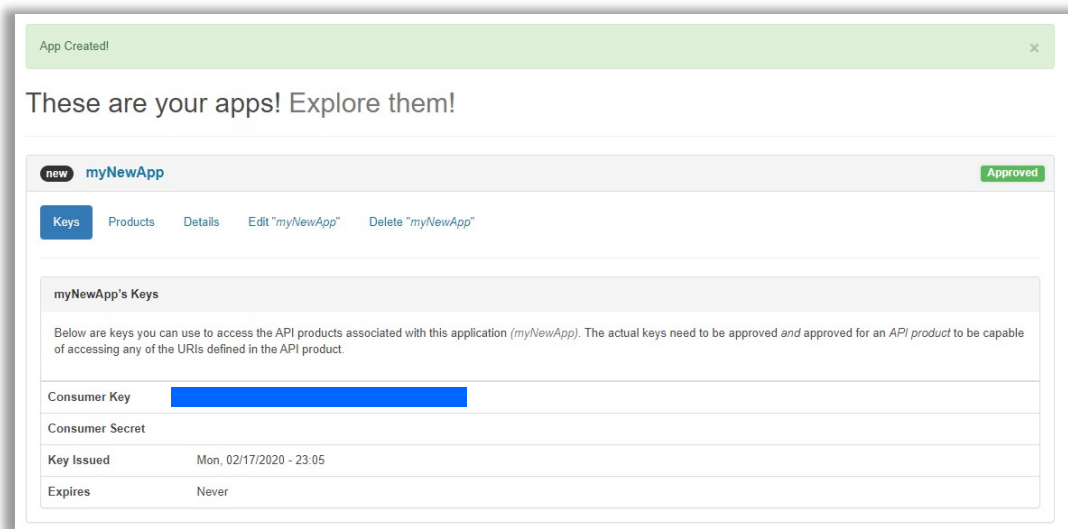 App Created!
×
These are your apps! Explore them!
new myNewApp
Approved
Keys Products Details Edit "myNewApp" Delete "myNewApp"
myNewApp's Keys
Below are keys you can use to access the API products associated with this application (myNewApp). The actual keys need to be approved and approved for an API product to be capable
of accessing any of the URIs defined in the API product.
Consumer Key
Consumer Secret
Key Issued Mon, 02/17/2020 - 23:05
Expires Never